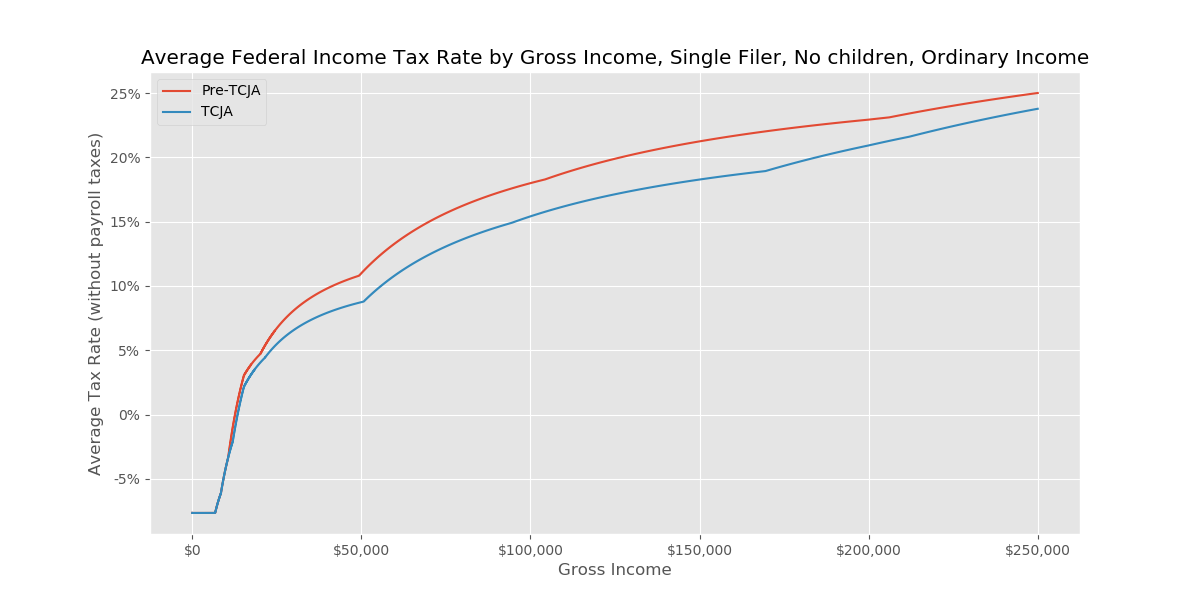 Average Federal Income Tax Rate by Gross Income, Single Filer, No children, Ordinary Income
Pre-TCJA
TCJA
25%
20%
15%
10%
5%
0%
-5%
Average Tax Rate (without payroll taxes)
$0
$50,000
$100,000
$150,000
$200,000
$250,000
Gross Income